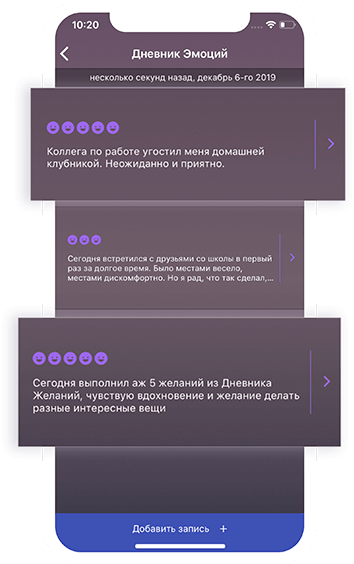 10:20
Дневник Эмоций
несколько секунд назад, декабрь 6-го 2019
Коллега по работе угостил меня домашней
клубникой. Неожиданно и приятно.
Сегодня встретился с друзьями со школы в первый
раз за долгое время. Было местами весело,
местами дискомфортно. Но я рад, что так сделал,...
Сегодня выполнил аж 5 желаний из Дневника
Желаний, чувствую вдохновение и желание делать
разные интересные вещи
Добавить запись +